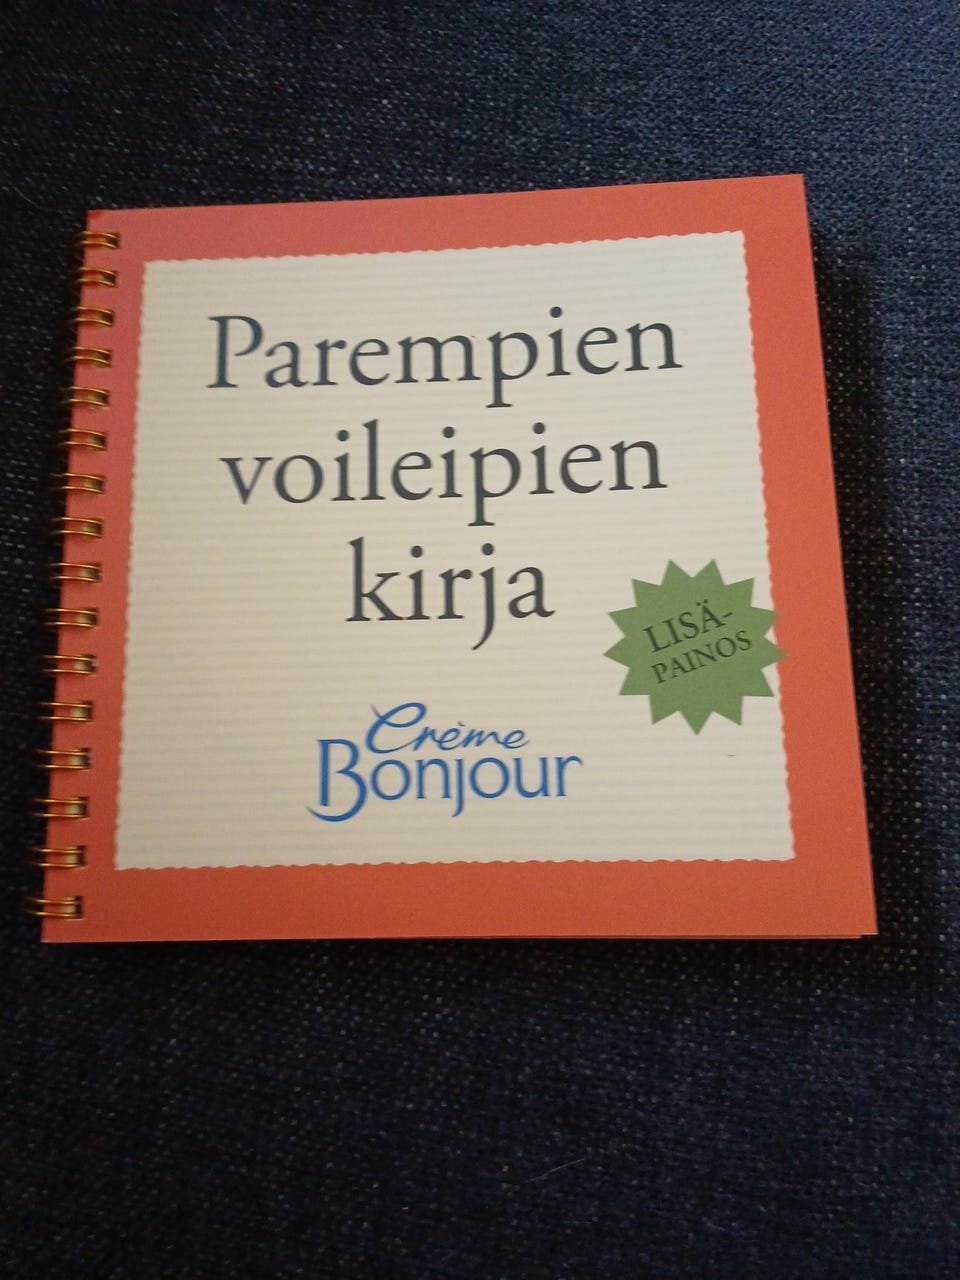 Parempien
voileipien
kirja
LISÄ-
PAINOS
Crème
Bonjour